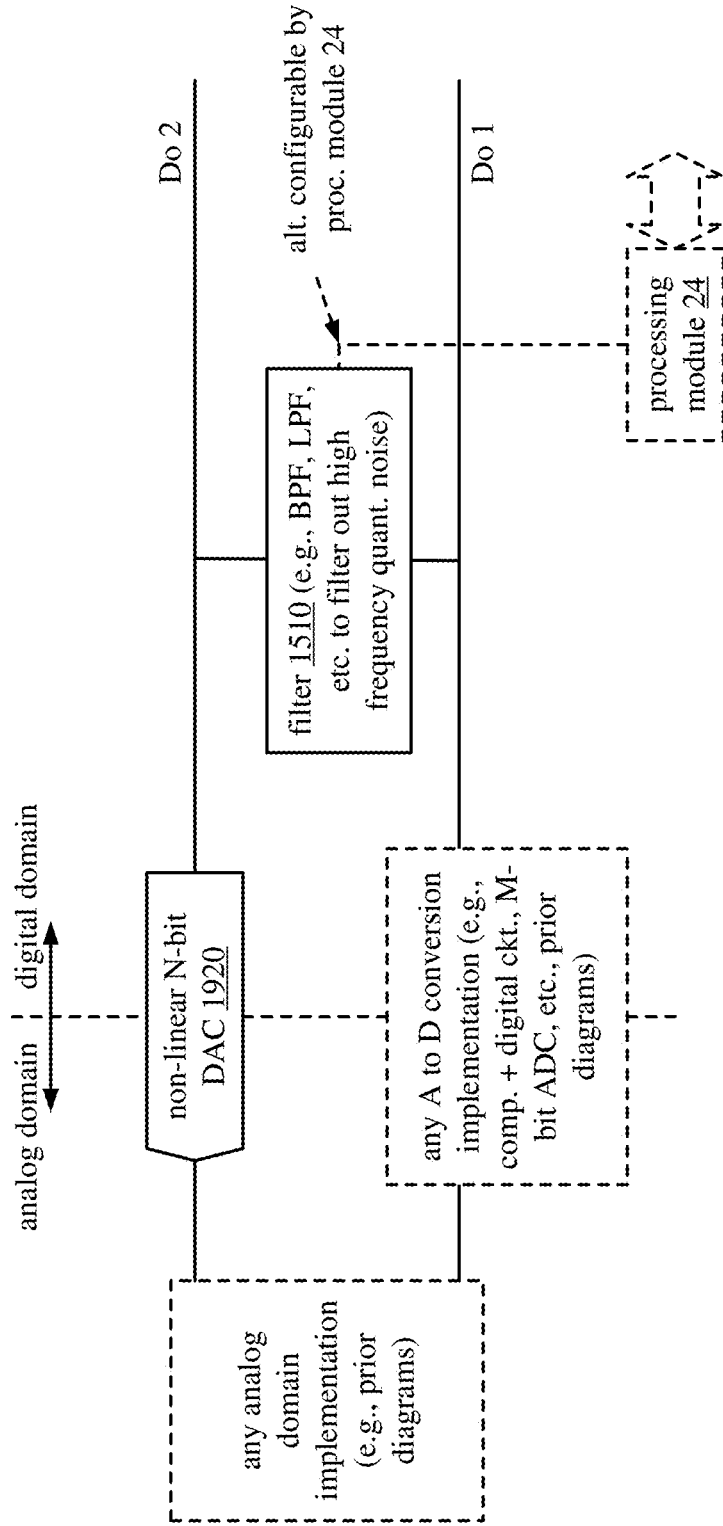 analog domain
digital domain
any analog
domain
implementation
(e.g., prior
diagrams)
non-linear N-bit
DAC 1920
any A to D conversion
implementation (e.g.,
comp. + digital ckt., M-
bit ADC, etc., prior
diagrams)
filter 1510 (e.g., BPF, LPF,
etc. to filter out high
frequency quant. noise)
Do 2
alt. configurable by
proc. module 24
Do 1
processing
module 24